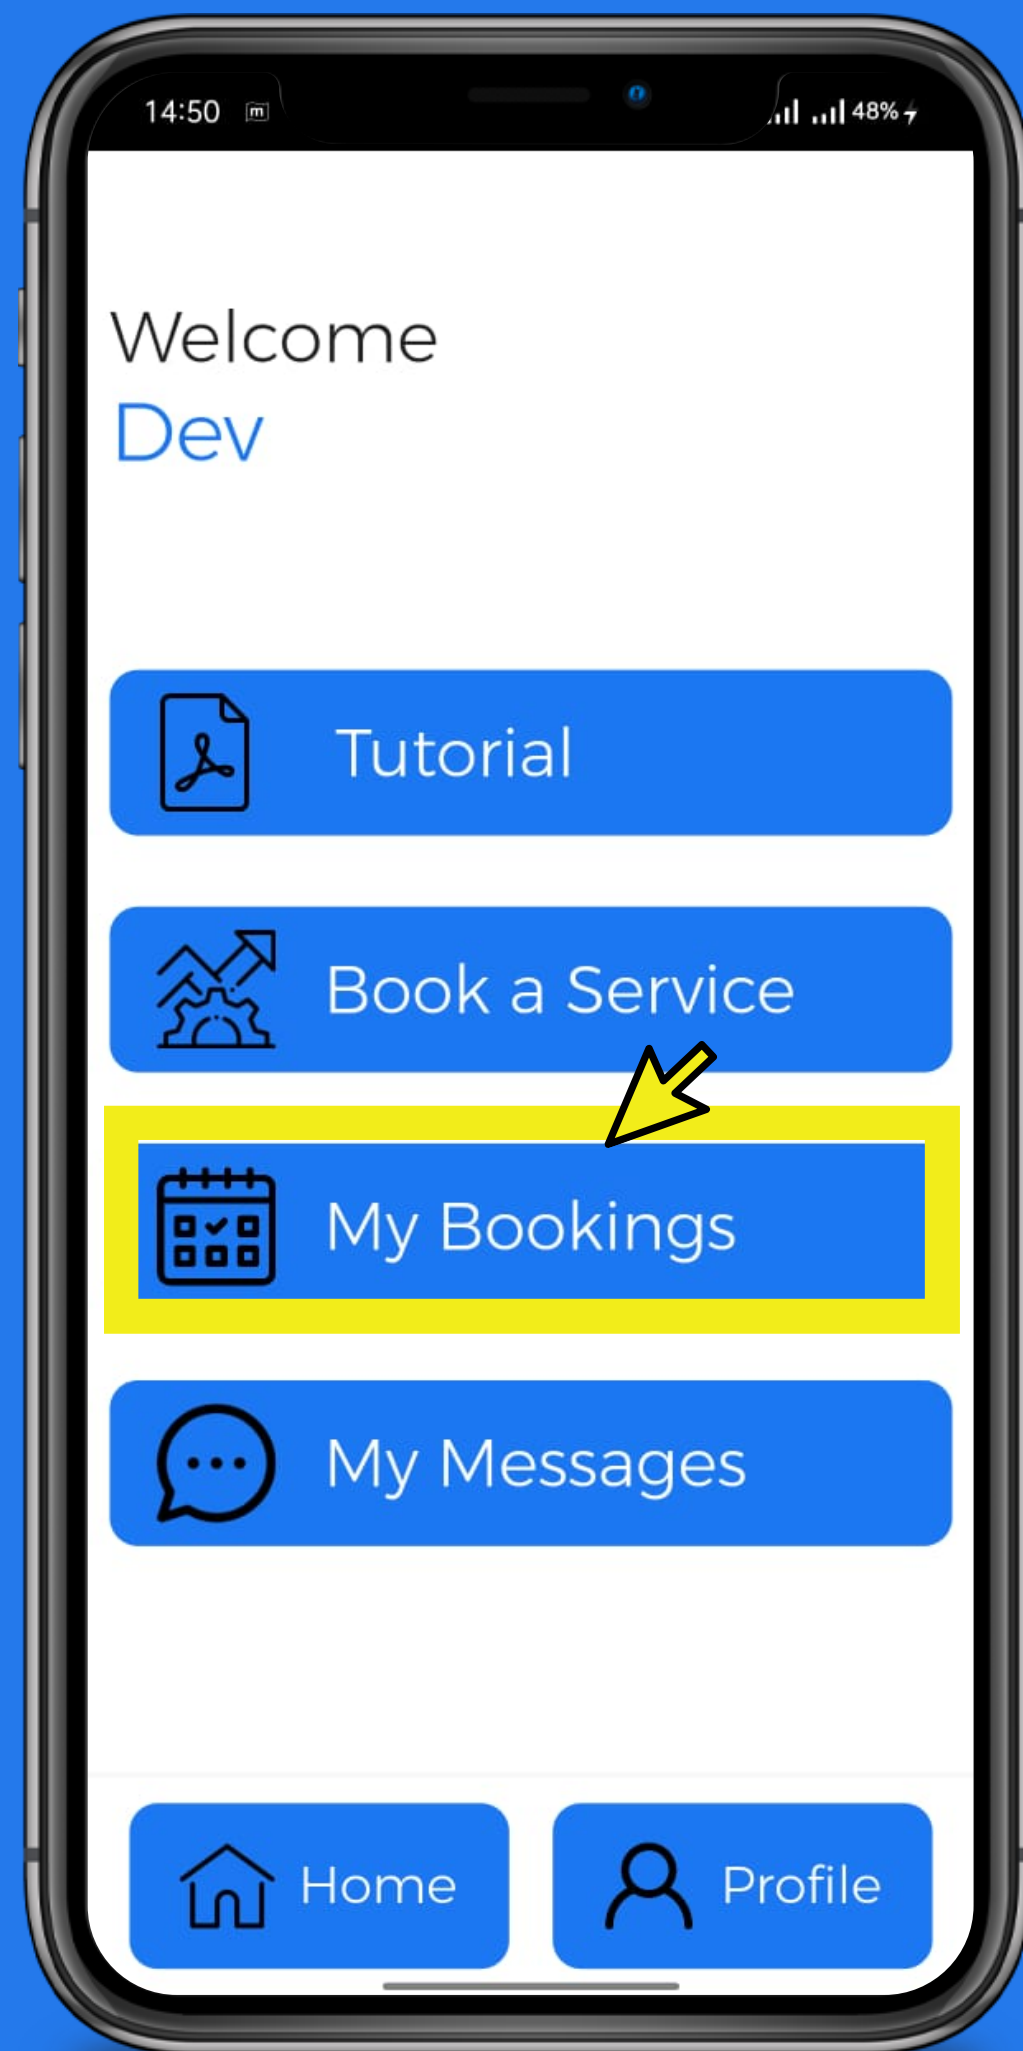 14:50 m 48%
Welcome
Dev
Tutorial
Book a Service
My Bookings
My Messages
Home Profile